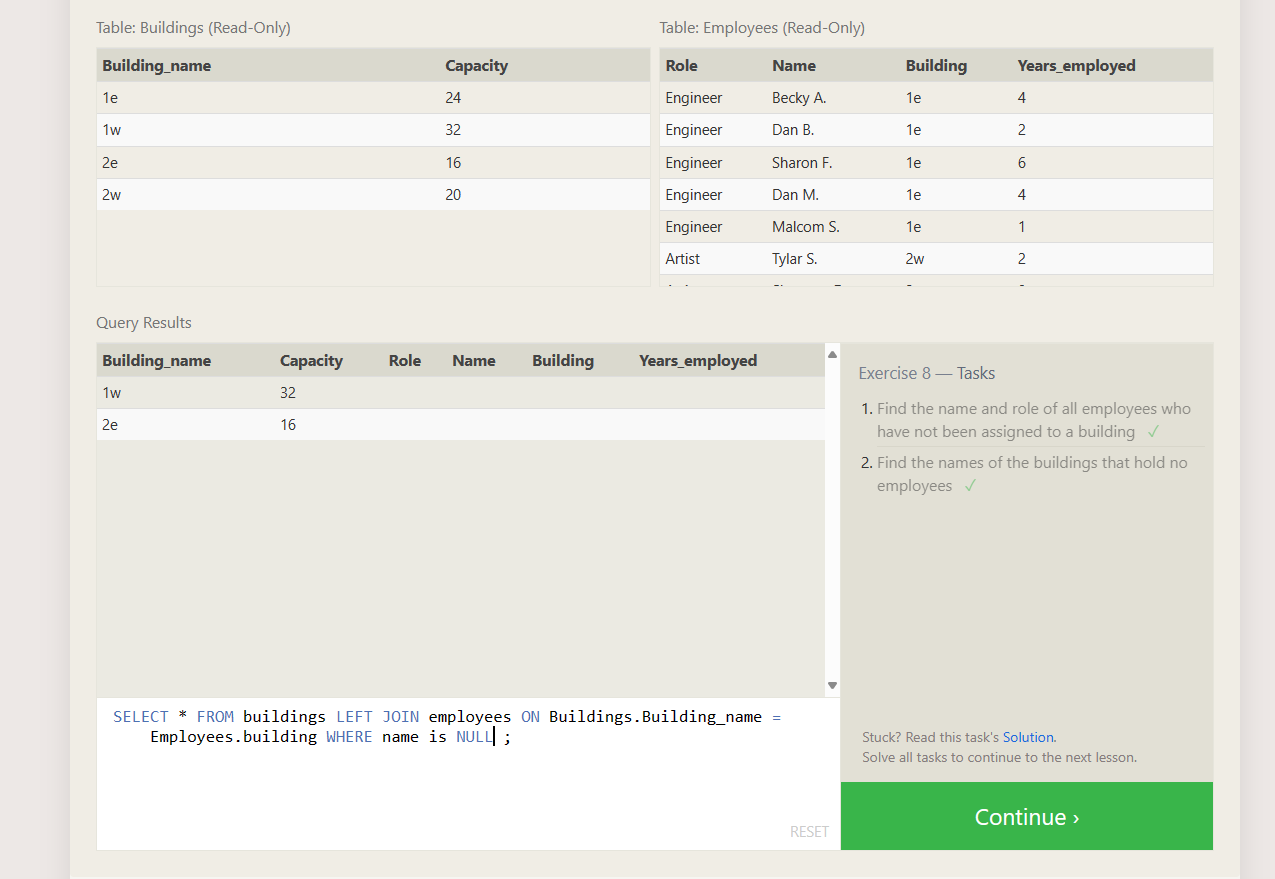 Table: Buildings (Read-Only)
Building_name Capacity
1e 24
1w 32
2e 16
2w 20
Table: Employees (Read-Only)
Role Name Building Years_employed
Engineer Becky A. 1e 4
Engineer Dan B. 1e 2
Engineer Sharon F. 1e 6
Engineer Dan M. 1e 4
Engineer Malcom S. 1e 1
Artist Tylar S. 2w 2
Query Results
Building_name Capacity Role Name Building Years_employed
1w 32
2e 16
SELECT * FROM buildings LEFT JOIN employees ON Buildings.Building_name =
Employees.building WHERE name is NULL ;
RESET
Exercise 8 — Tasks
1. Find the name and role of all employees who
have not been assigned to a building ✓
2. Find the names of the buildings that hold no
employees ✓
Stuck? Read this task's Solution.
Solve all tasks to continue to the next lesson.
Continue ›